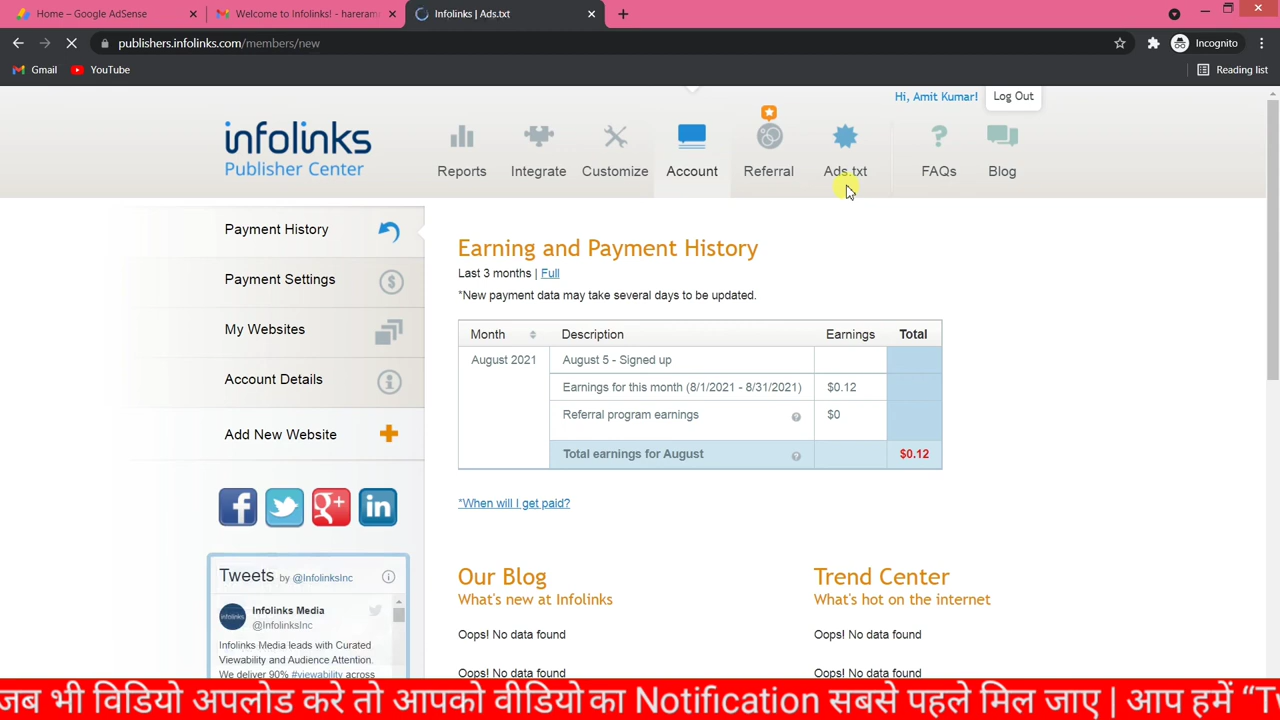 Home – Google AdSense
Welcome to Infolinks! - hareram
Infolinks | Ads.txt
publishers.infolinks.com/members/new
Incognito
Gmail
YouTube
Reading list
Hi, Amit Kumar!
Log Out
infolinks
Publisher Center
Reports
Integrate
Customize
Account
Referral
Ads.txt
FAQs
Blog
Payment History
Payment Settings
My Websites
Account Details
Add New Website
Earning and Payment History
Last 3 months | Full
*New payment data may take several days to be updated.
Month Description Earnings Total
August 2021 August 5 - Signed up
Earnings for this month (8/1/2021 - 8/31/2021) $0.12
Referral program earnings ? $0
Total earnings for August ? $0.12
*When will I get paid?
Tweets by @InfolinksInc
Infolinks Media
@InfolinksInc
Infolinks Media leads with Curated
Viewability and Audience Attention.
We deliver 90% #viewability across
Our Blog
What's new at Infolinks
Oops! No data found
Oops! No data found
Trend Center
What's hot on the internet
Oops! No data found
Oops! No data found
जब भी विडियो अपलोड करे तो आपको वीडियो का Notification सबसे पहले मिल जाए | आप हमें “T